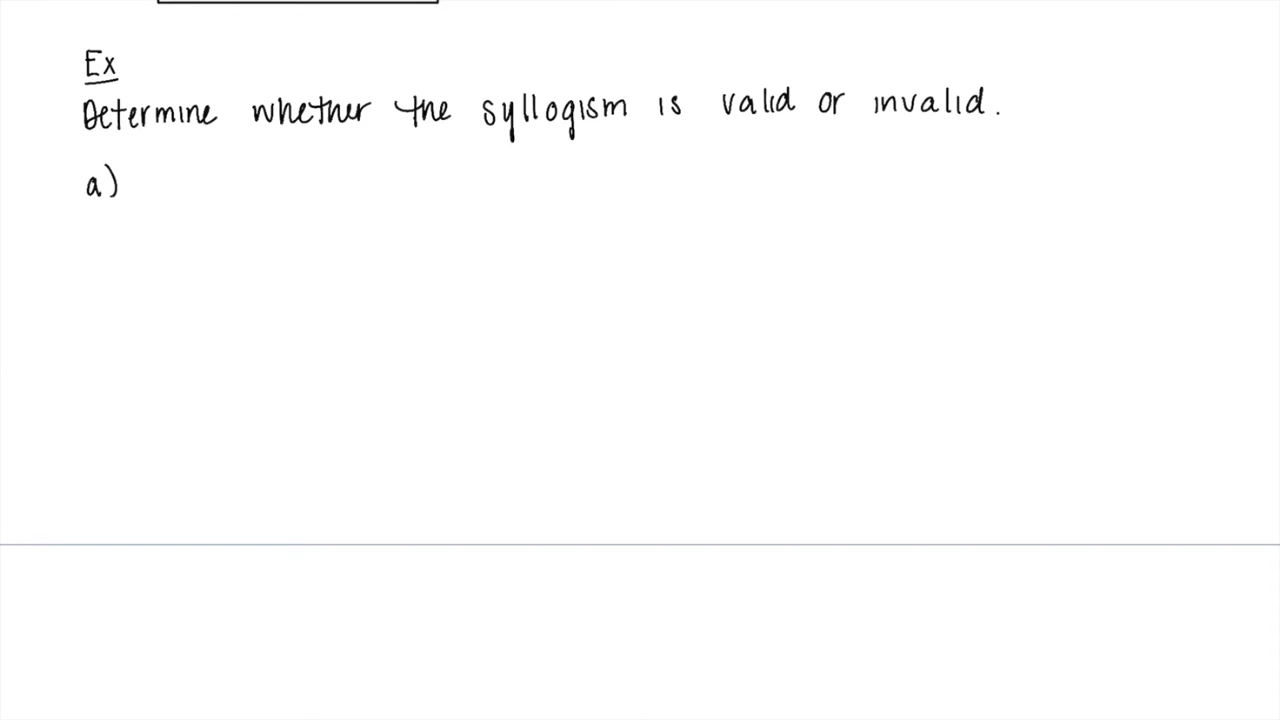 Ex
Determine whether the syllogism is valid or invalid.
a)